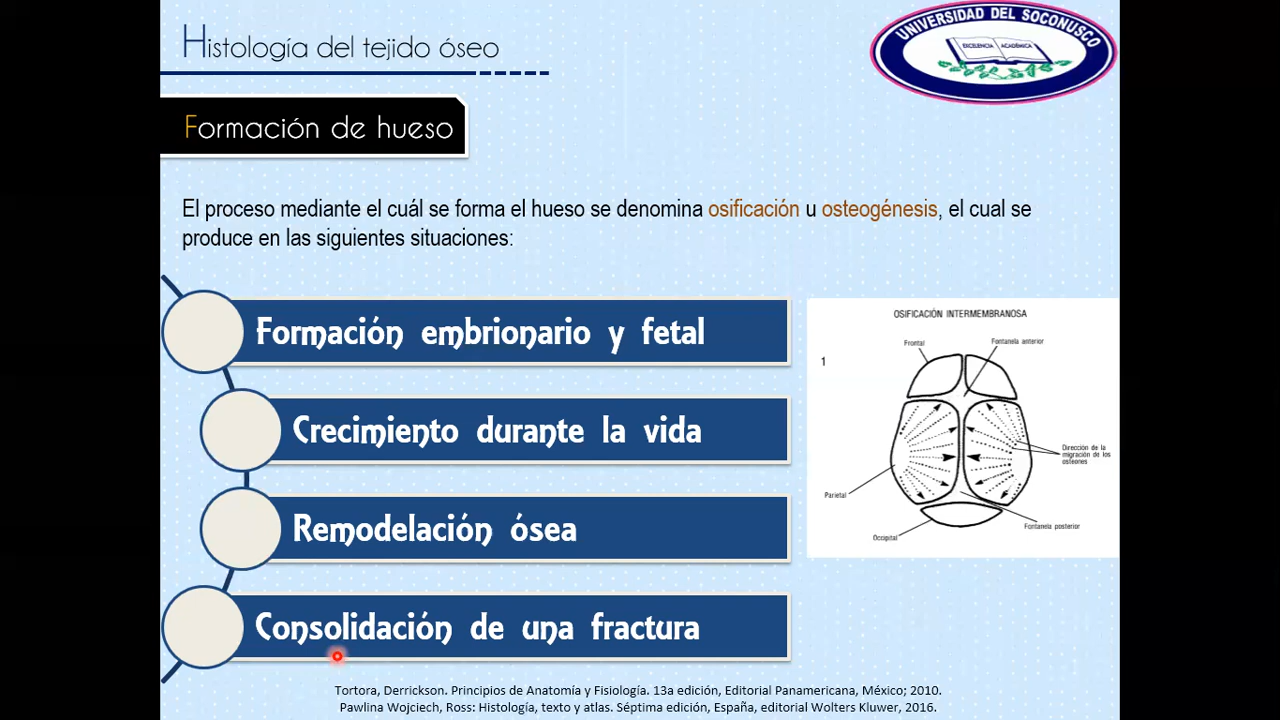 Histología del tejido óseo
UNIVERSIDAD DEL SOCONUSCO
EXCELENCIA ACADÉMICA
Formación de hueso
El proceso mediante el cuál se forma el hueso se denomina osificación u osteogénesis, el cual se
produce en las siguientes situaciones:
Formación embrionario y fetal
Crecimiento durante la vida
Remodelación ósea
Consolidación de una fractura
OSIFICACIÓN INTERMEMBRANOSA
1
Frontal
Fontanela anterior
Dirección de la
migración de los
osteones
Parietal
Fontanela posterior
Occipital
Tortora, Derrickson. Principios de Anatomía y Fisiología. 13a edición, Editorial Panamericana, México; 2010.
Pawlina Wojciech, Ross: Histología, texto y atlas. Séptima edición, España, editorial Wolters Kluwer, 2016.